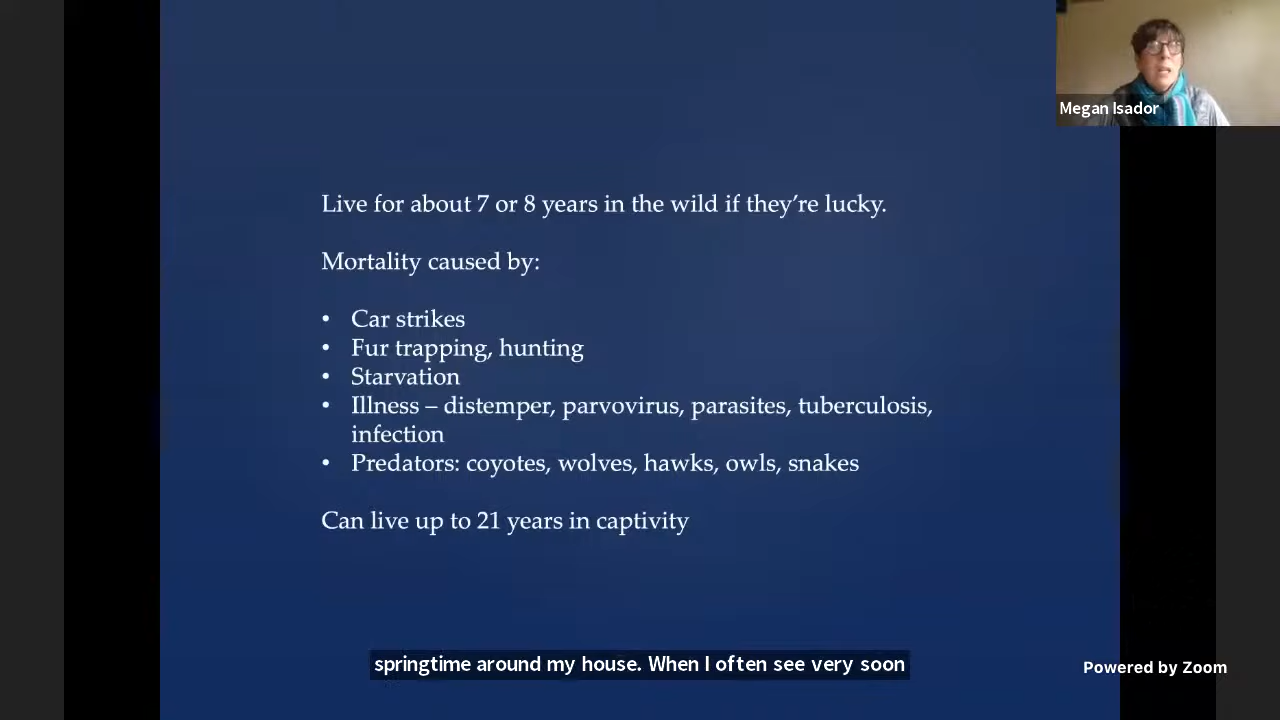 Megan Isador
Live for about 7 or 8 years in the wild if they’re lucky.
Mortality caused by:
• Car strikes
• Fur trapping, hunting
• Starvation
• Illness – distemper, parvovirus, parasites, tuberculosis,
infection
• Predators: coyotes, wolves, hawks, owls, snakes
Can live up to 21 years in captivity
springtime around my house. When I often see very soon
Powered by Zoom